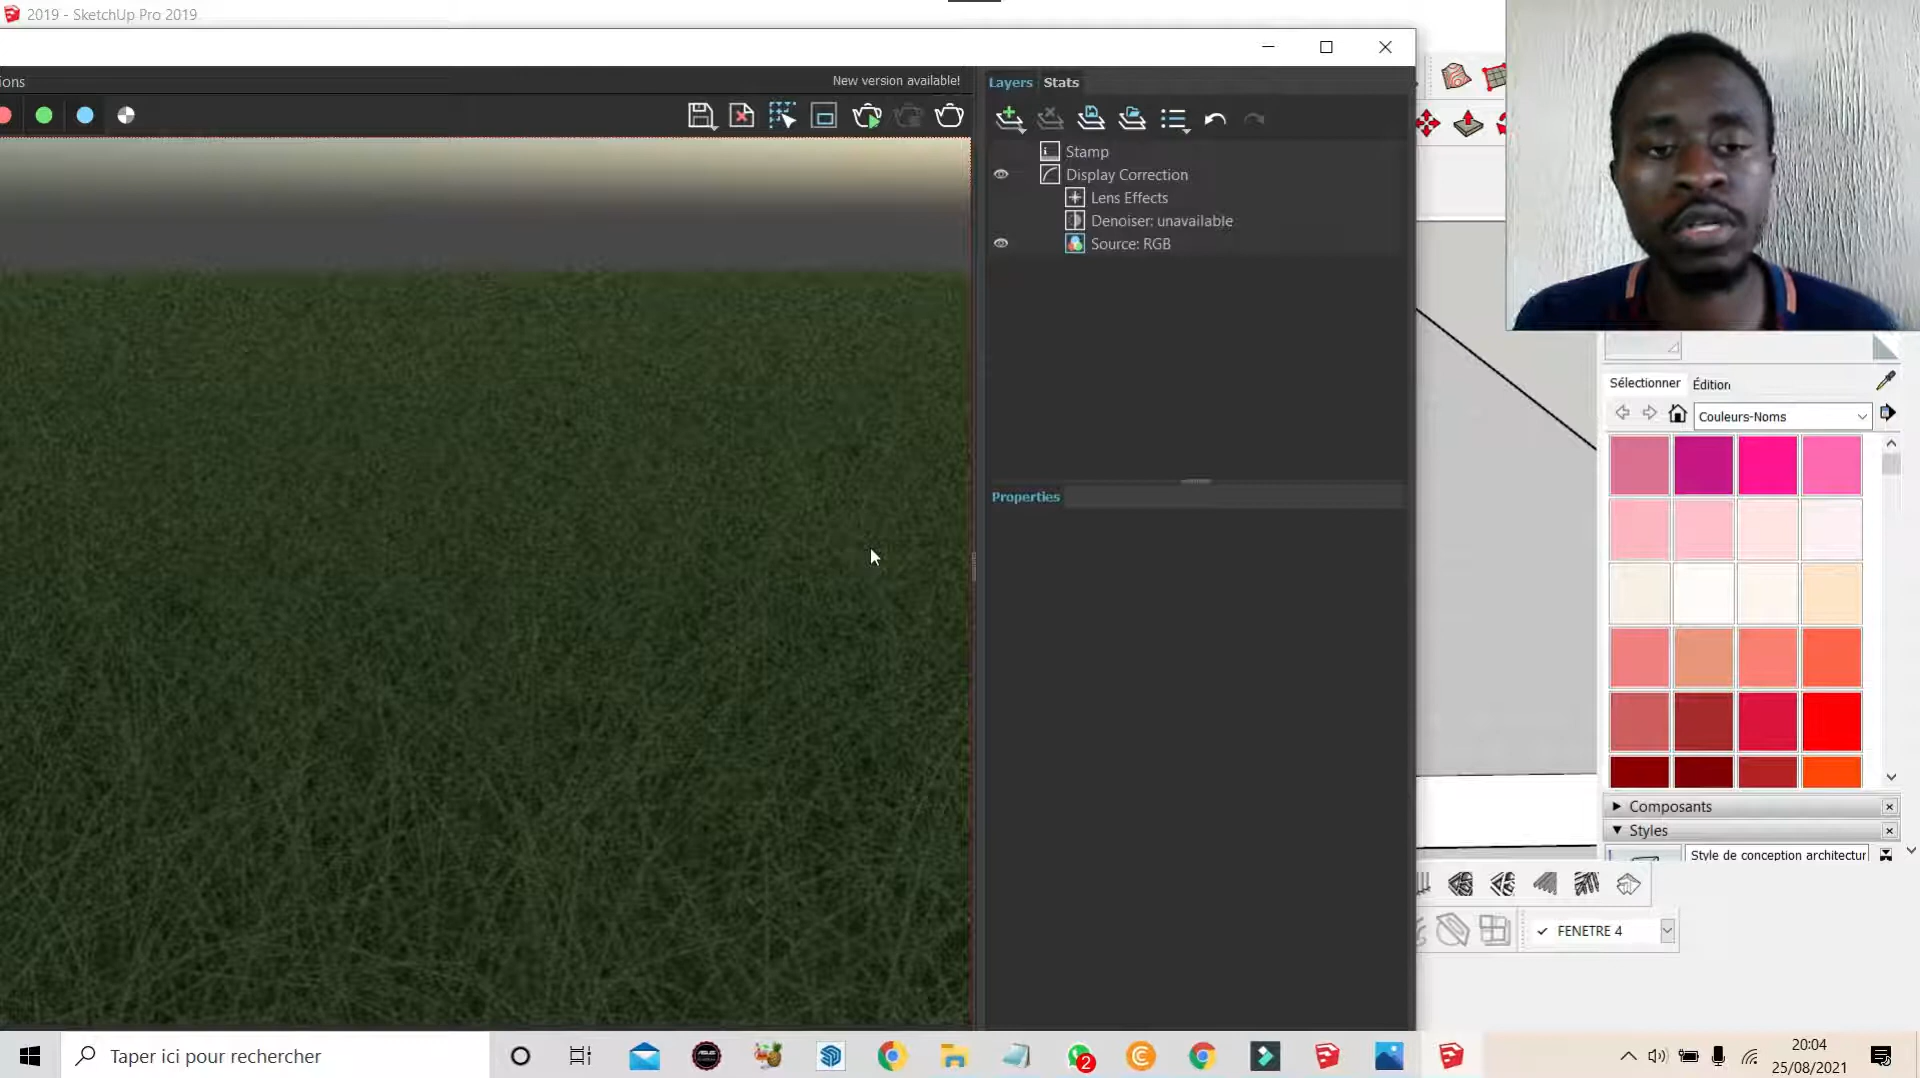 2019 - SketchUp Pro 2019
ions
New version available!
Layers Stats
Stamp
Display Correction
Lens Effects
Denoiser: unavailable
Source: RGB
Properties
Sélectionner Édition
Couleurs-Noms
Composants
Styles
Style de conception architectur
FENETRE 4
Taper ici pour rechercher
2
20:04
25/08/2021